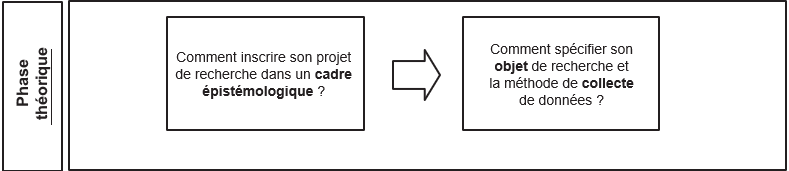 Phase
théorique
Comment inscrire son projet
de recherche dans un cadre
épistémologique ?
Comment spécifier son
objet de recherche et
la méthode de collecte
de données ?